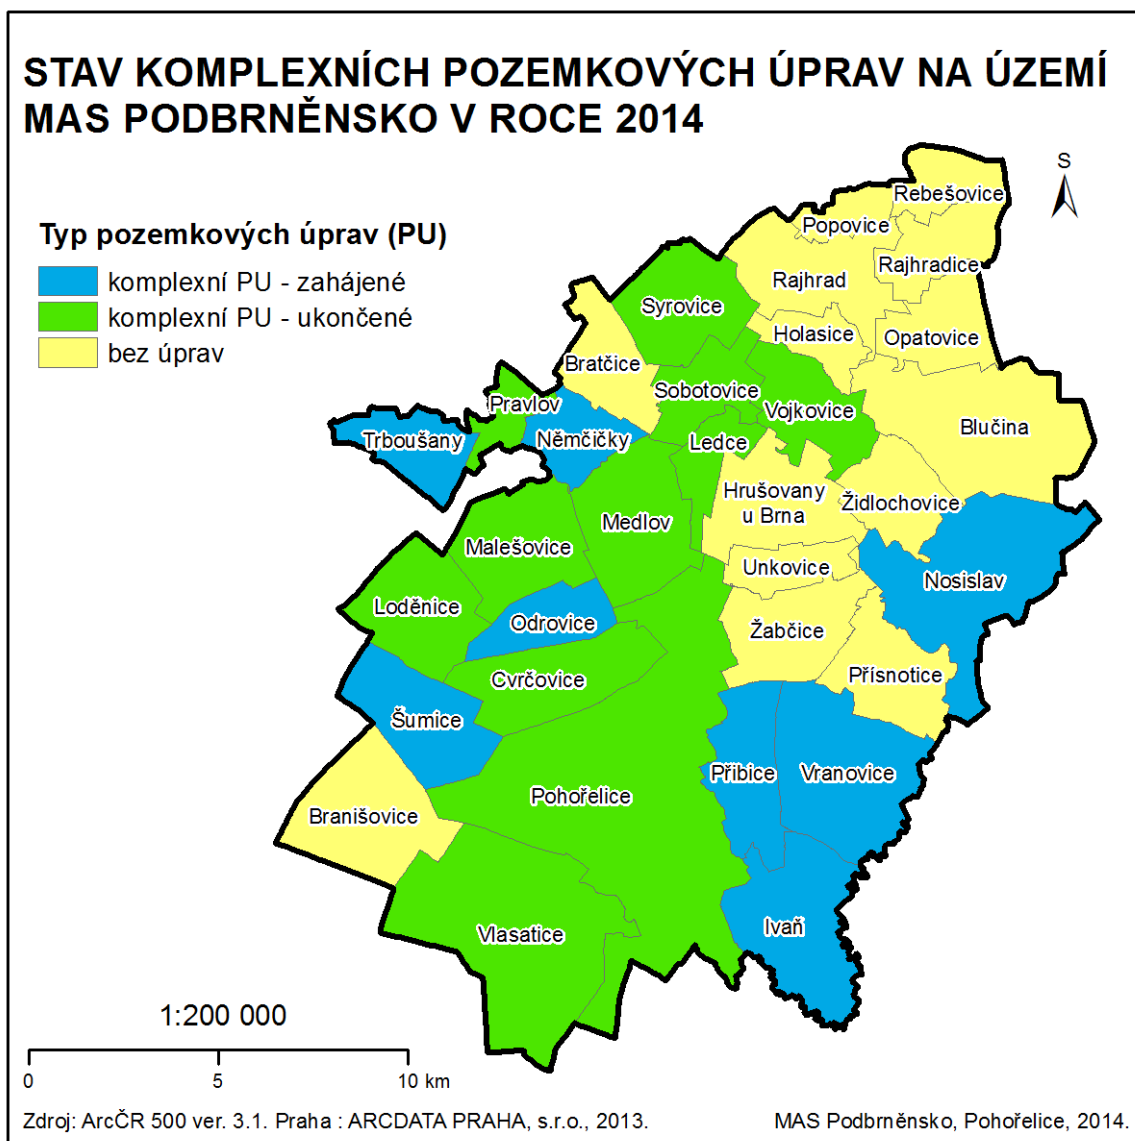 STAV KOMPLEXNÍCH POZEMKOVÝCH ÚPRAV NA ÚZEMÍ
MAS PODBRNĚNSKO V ROCE 2014
S
Typ pozemkových úprav (PU)
komplexní PU - zahájené
komplexní PU - ukončené
bez úprav
Rebešovice
Popovice
Rajhradice
Rajhrad
Syrovice
Holasice
Opatovice
Bratčice
Sobotovice
Pravlov
Vojkovice
Blučina
Trboušany
Němčičky
Ledce
Hrušovany
u Brna
Židlochovice
Medlov
Malešovice
Unkovice
Nosislav
Loděnice
Odrovice
Žabčice
Cvrčovice
Přísnotice
Šumice
Přibice
Vranovice
Pohořelice
Branišovice
Ivaň
Vlasatice
1:200 000
0 5 10 km
Zdroj: ArcČR 500 ver. 3.1. Praha : ARCDATA PRAHA, s.r.o., 2013.
MAS Podbrněnsko, Pohořelice, 2014.